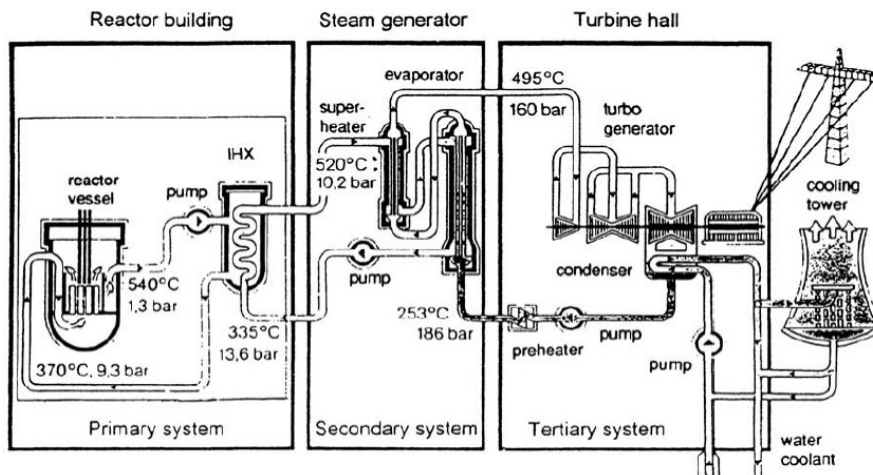 Reactor building
Steam generator
Turbine hall
evaporator
super-
heater
495°C
160 bar
turbo
generator
IHX
520°C
10,2 bar
reactor
vessel
pump
cooling
tower
540°C
1,3 bar
pump
condenser
335°C
13,6 bar
253°C
186 bar
preheater
pump
pump
370°C, 9,3 bar
Primary system
Secondary system
Tertiary system
water
coolant